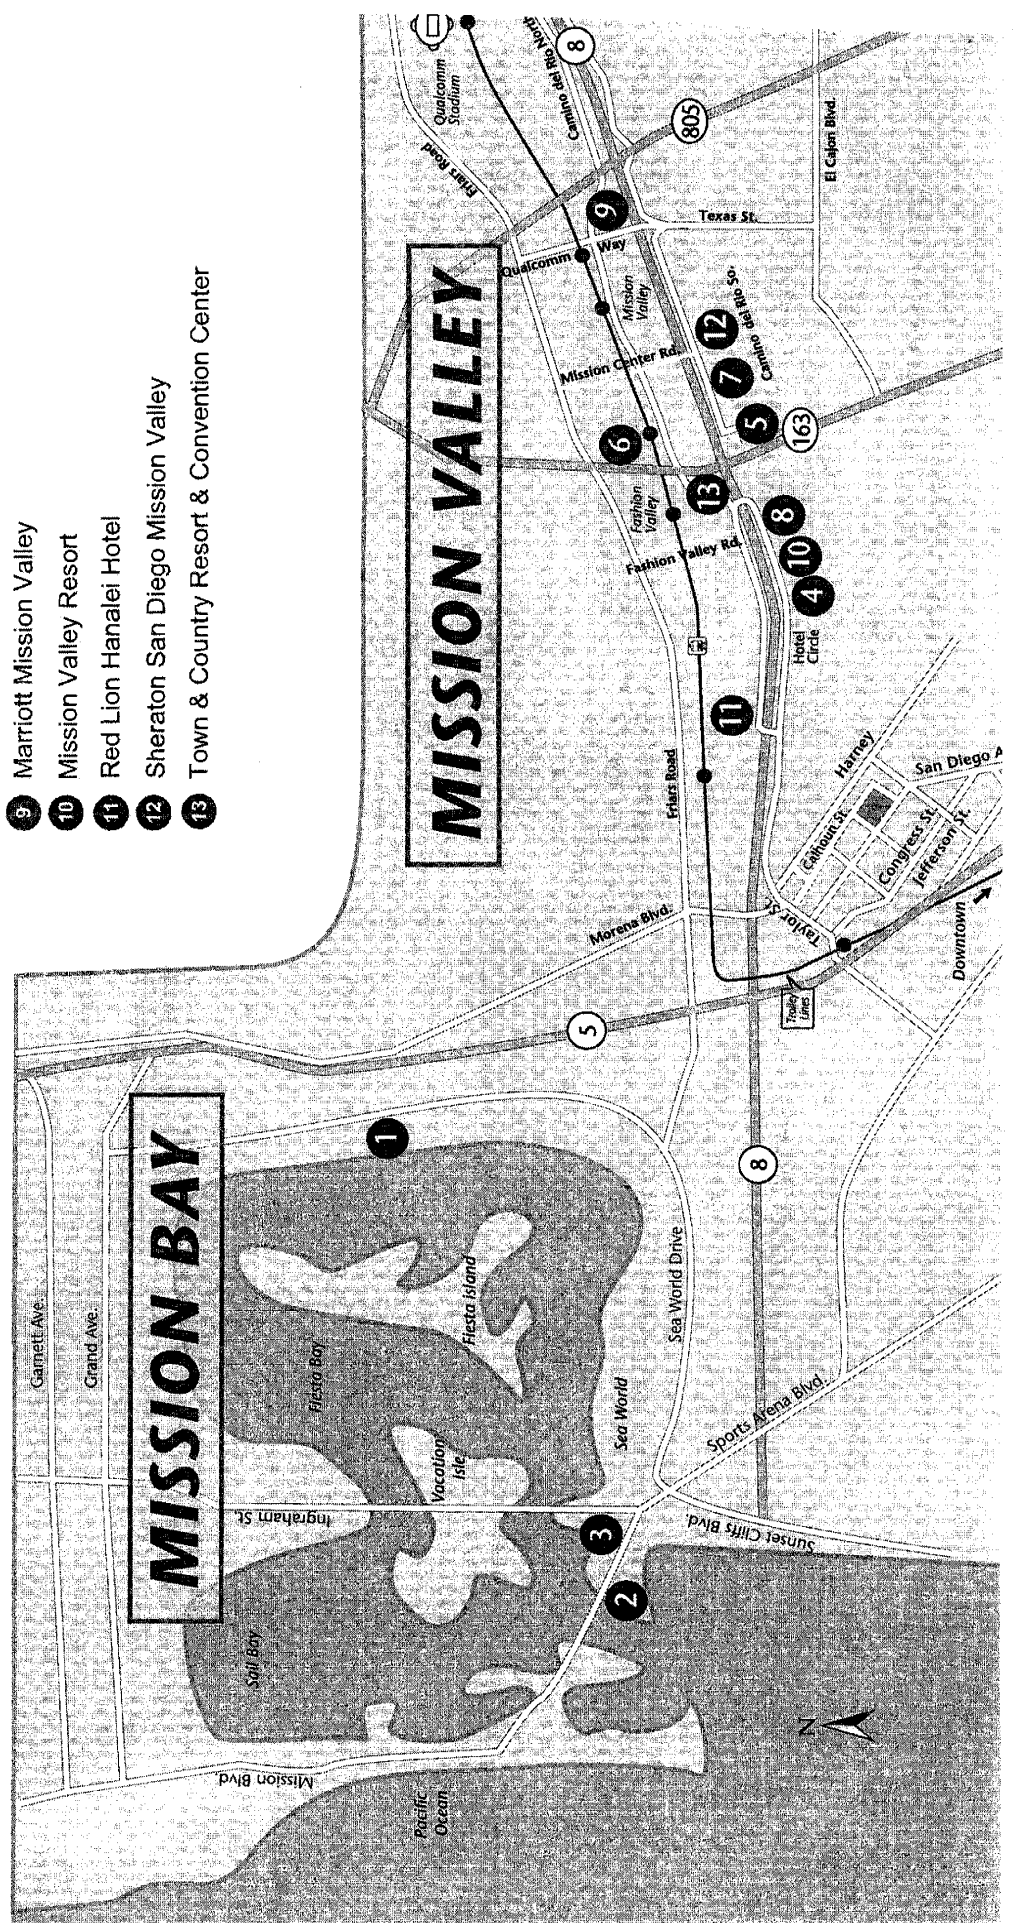 9 Marriott Mission Valley
10 Mission Valley Resort
11 Red Lion Hanalei Hotel
12 Sheraton San Diego Mission Valley
13 Town & Country Resort & Convention Center
MISSION BAY
MISSION VALLEY
Garnett Ave.
Grand Ave.
Mission Blvd
Ingraham St.
Sail Bay
Fiesta Bay
Fiesta Island
Vacation
Isle
Sea World
Sea World Drive
Pacific
Ocean
Sunset Cliffs Blvd.
Sports Arena Blvd.
N
1
2
3
5
8
Morena Blvd.
Friars Road
Trolley
Lines
Taylor St.
Downtown
Calhoun St.
Harney
Congress St.
Jefferson St.
San Diego A
Hotel
Circle
11
4
10
8
13
6
5
7
12
9
Fashion Valley Rd.
Fashion
Valley
163
Mission Center Rd.
Mission
Valley
Camino del Rio So.
Qualcomm Way
Texas St.
El Cajon Blvd.
805
8
Camino del Rio North
Friars Road
Qualcomm
Stadium